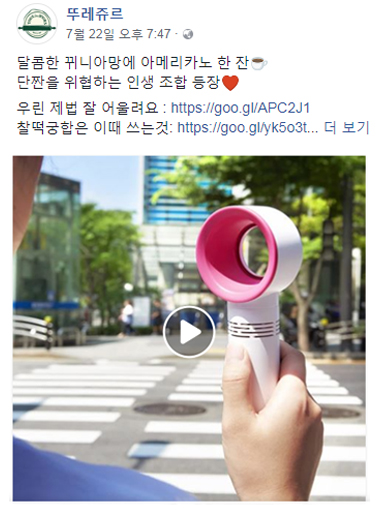 뚜레쥬르
7월 22일 오후 7:47 ·
달콤한 퀴니아망에 아메리카노 한 잔☕
단짠을 위협하는 인생 조합 등장❤
우린 제법 잘 어울려요 : https://goo.gl/APC2J1
찰떡궁합은 이때 쓰는것: https://goo.gl/yk5o3t... 더 보기